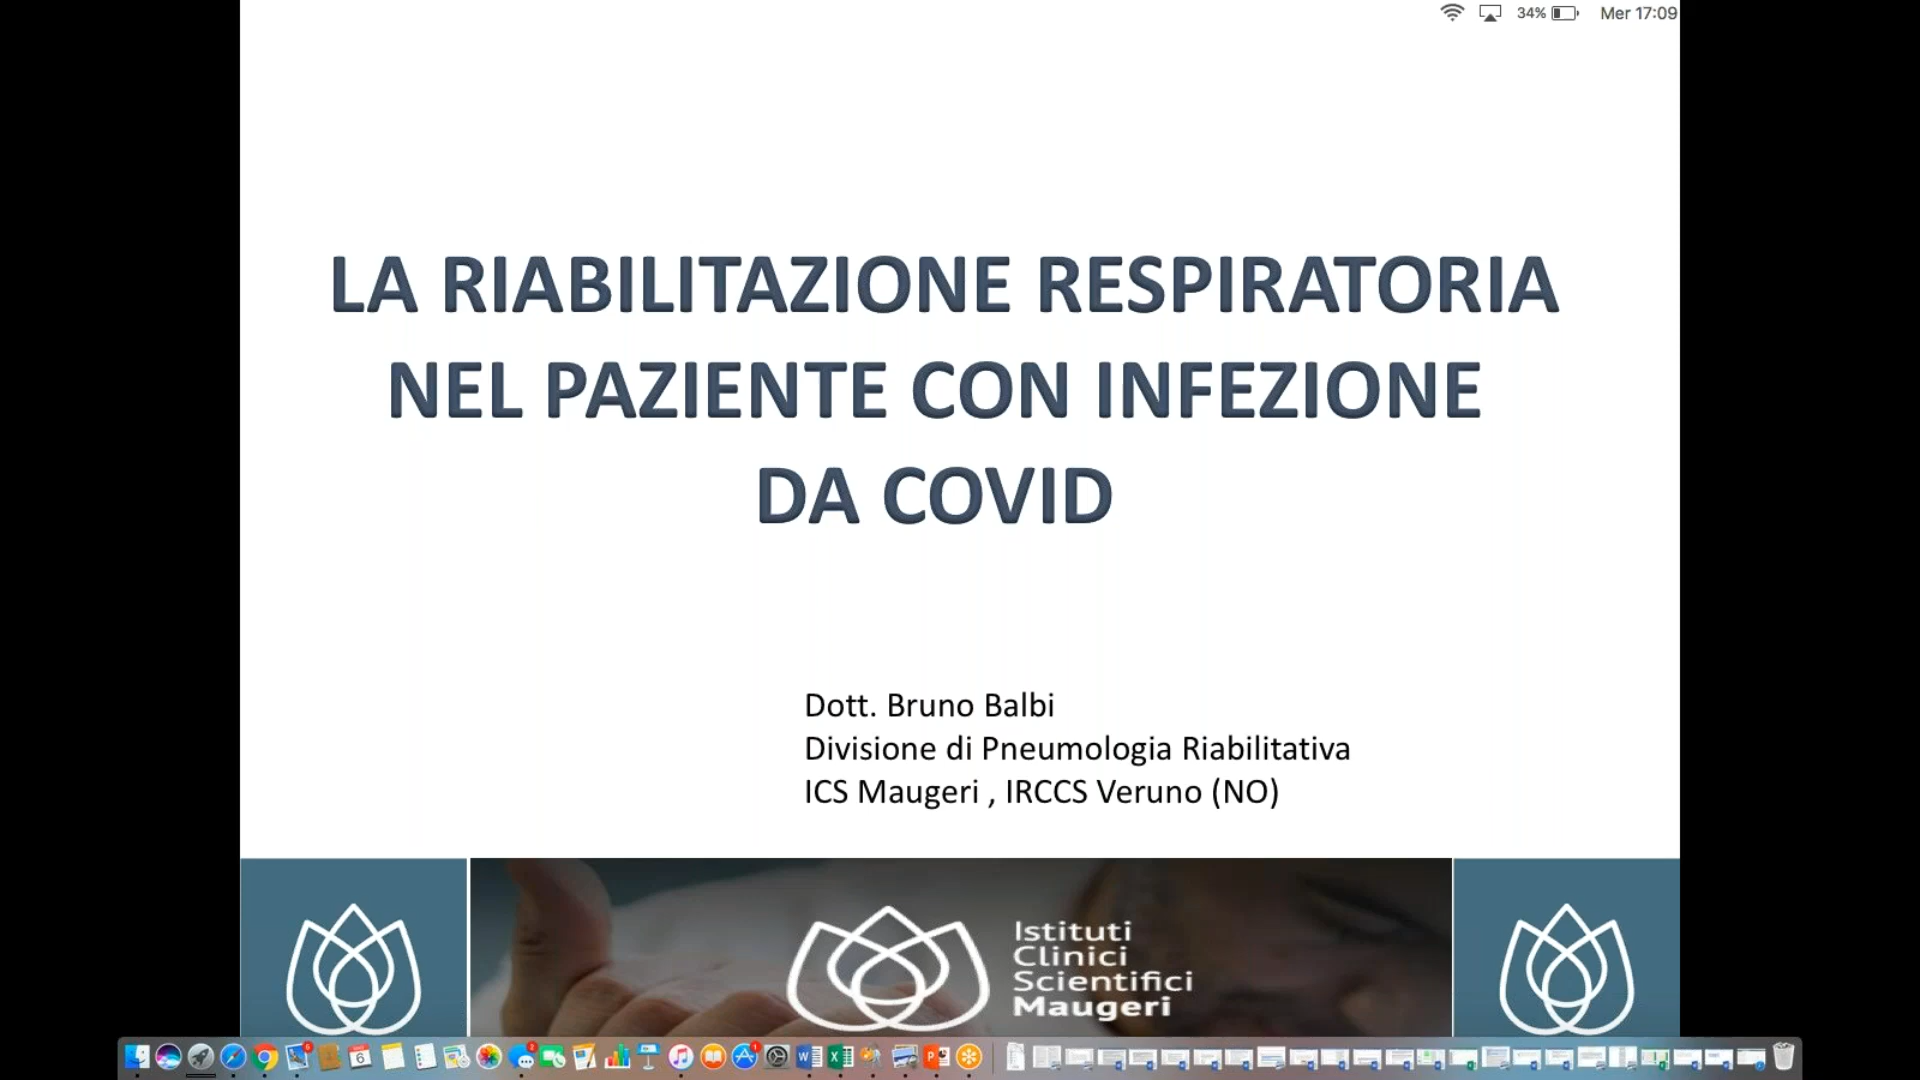 34% Mer 17:09
LA RIABILITAZIONE RESPIRATORIA
NEL PAZIENTE CON INFEZIONE
DA COVID
Dott. Bruno Balbi
Divisione di Pneumologia Riabilitativa
ICS Maugeri , IRCCS Veruno (NO)
Istituti
Clinici
Scientifici
Maugeri